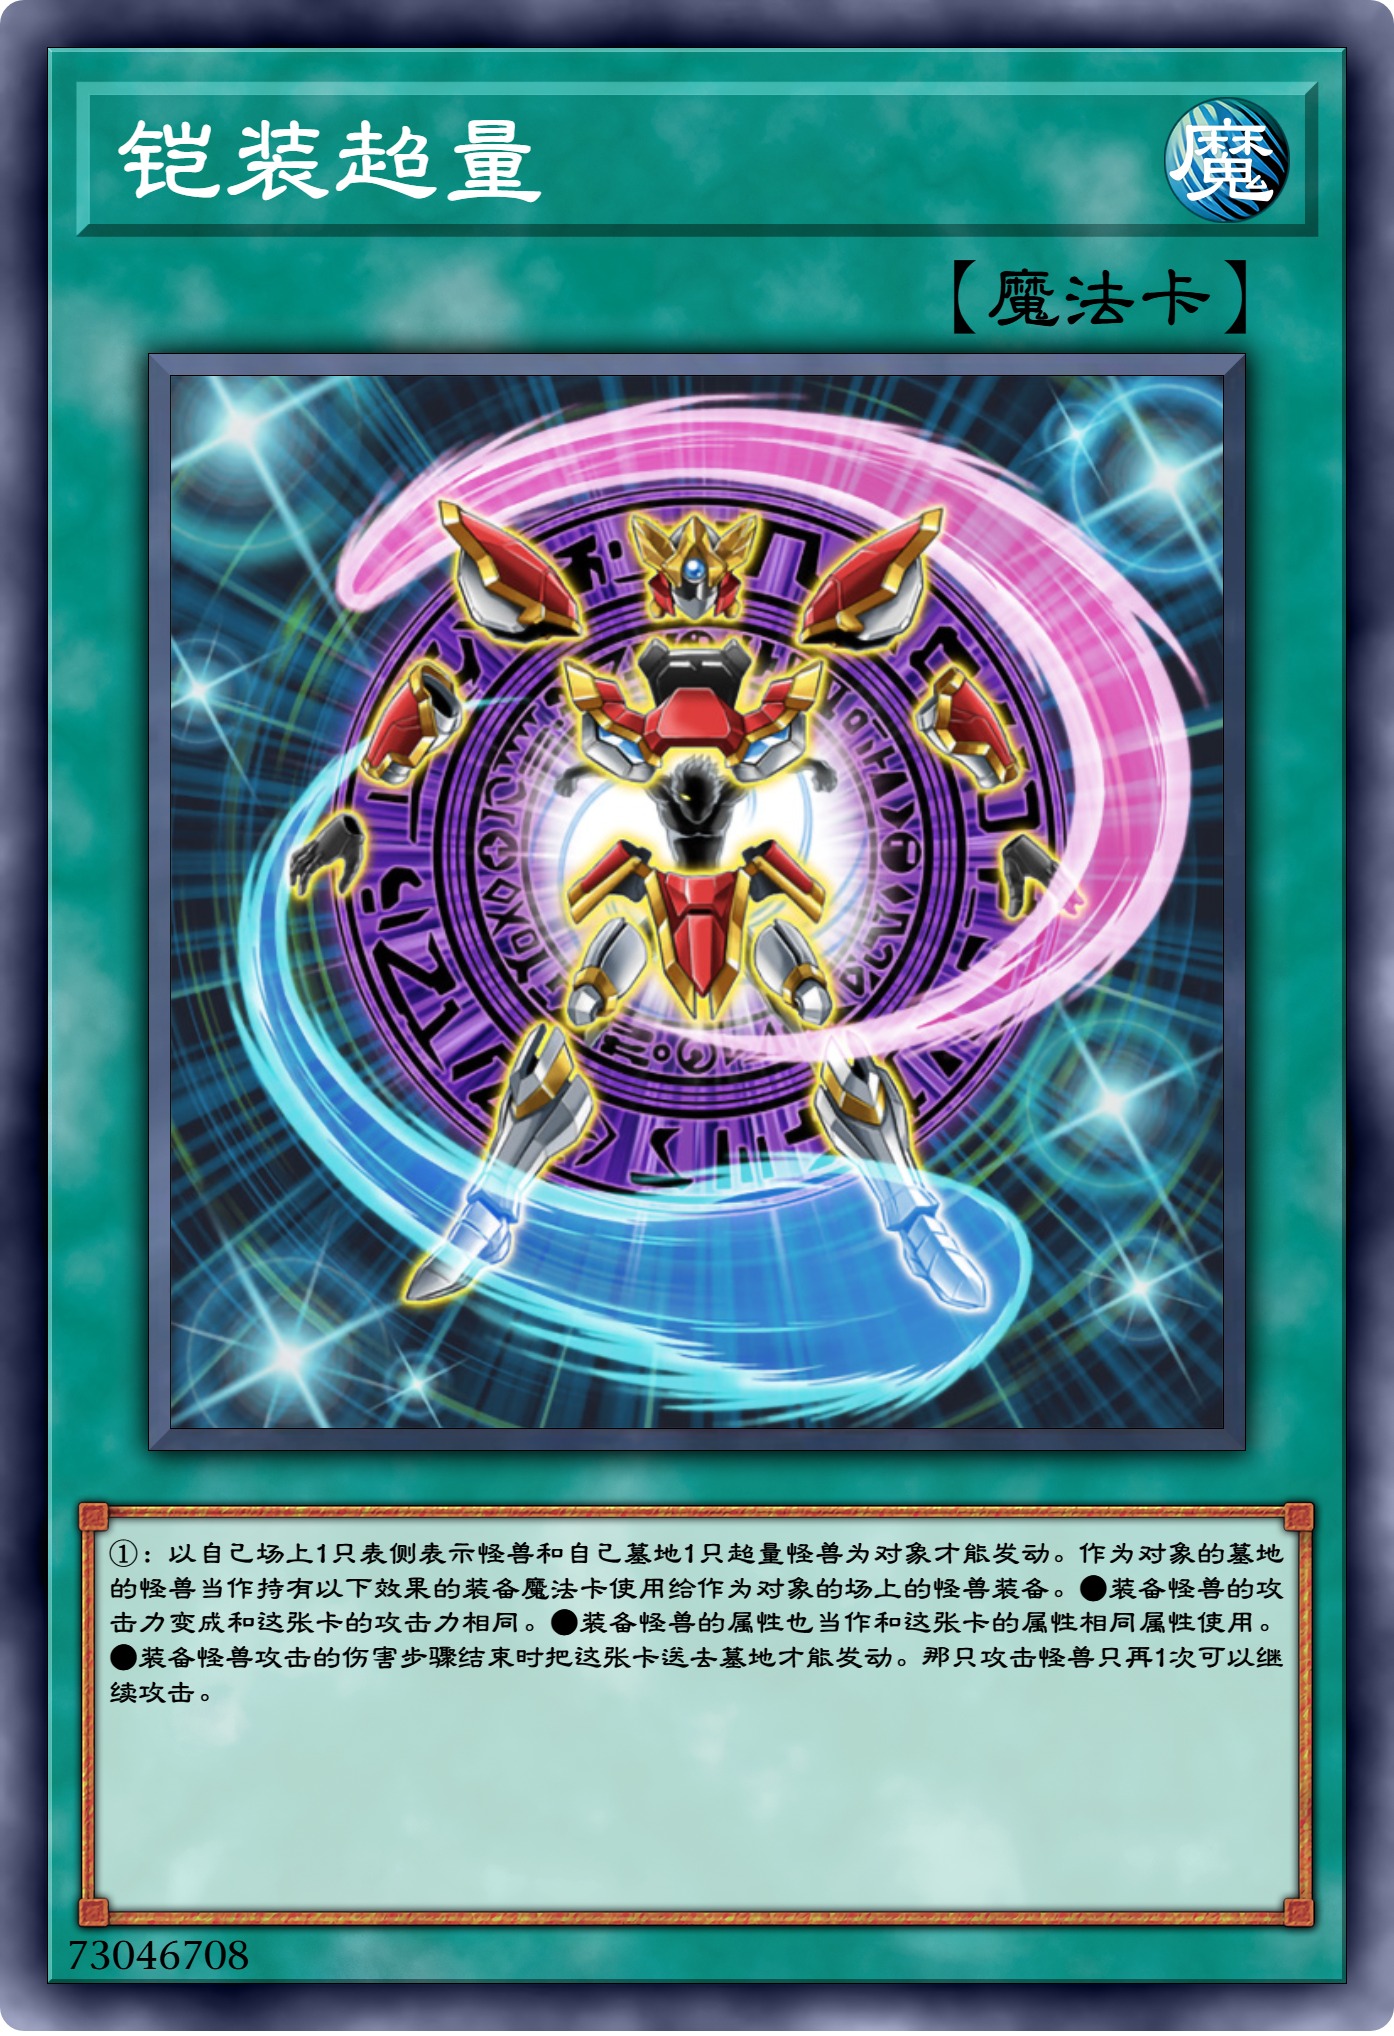 铠装超量
魔
【魔法卡】
①：以自己场上1只表侧表示怪兽和自己墓地1只超量怪兽为对象才能发动。作为对象的墓地
的怪兽当作持有以下效果的装备魔法卡使用给作为对象的场上的怪兽装备。●装备怪兽的攻
击力变成和这张卡的攻击力相同。●装备怪兽的属性也当作和这张卡的属性相同属性使用。
●装备怪兽攻击的伤害步骤结束时把这张卡送去墓地才能发动。那只攻击怪兽只再1次可以继
续攻击。
73046708